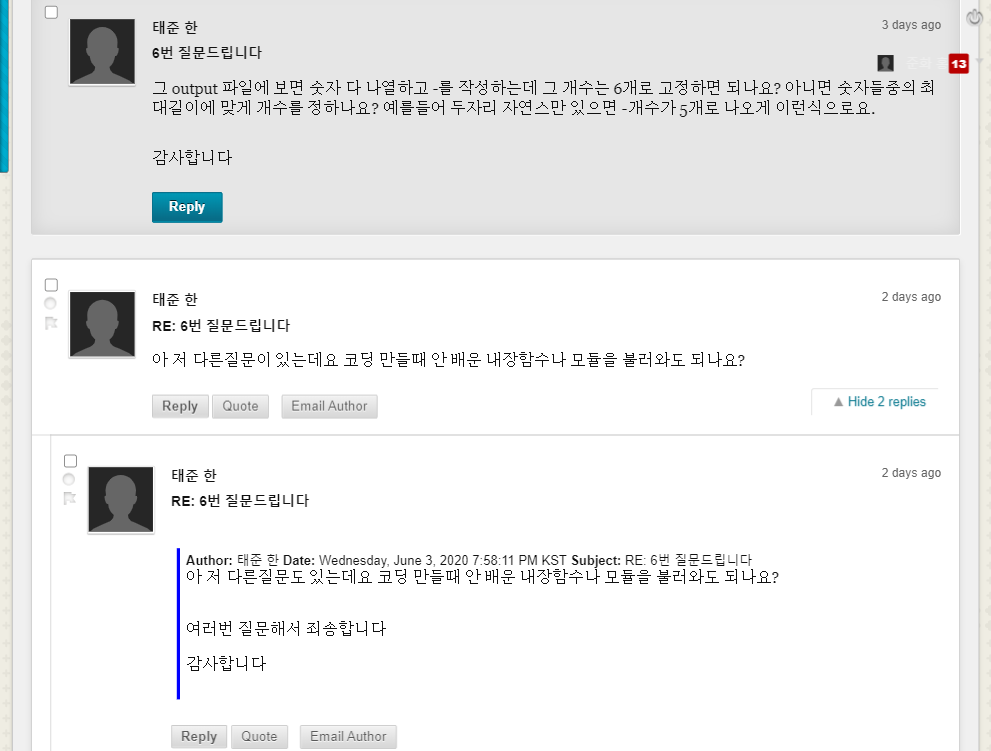 태준 한
3 days ago
6번 질문드립니다
13
그 output 파일에 보면 숫자 다 나열하고 -를 작성하는데 그 개수는 6개로 고정하면 되나요? 아니면 숫자들중의 최
대길이에 맞게 개수를 정하나요? 예를들어 두자리 자연스만 있으면 -개수가 5개로 나오게 이런식으로요.
감사합니다
Reply
태준 한
2 days ago
RE: 6번 질문드립니다
아 저 다른질문이 있는데요 코딩 만들때 안 배운 내장함수나 모듈을 불러와도 되나요?
Reply Quote Email Author
Hide 2 replies
태준 한
2 days ago
RE: 6번 질문드립니다
Author: 태준 한 Date: Wednesday, June 3, 2020 7:58:11 PM KST Subject: RE: 6번 질문드립니다
아 저 다른질문도 있는데요 코딩 만들때 안 배운 내장함수나 모듈을 불러와도 되나요?
여러번 질문해서 죄송합니다
감사합니다
Reply Quote Email Author